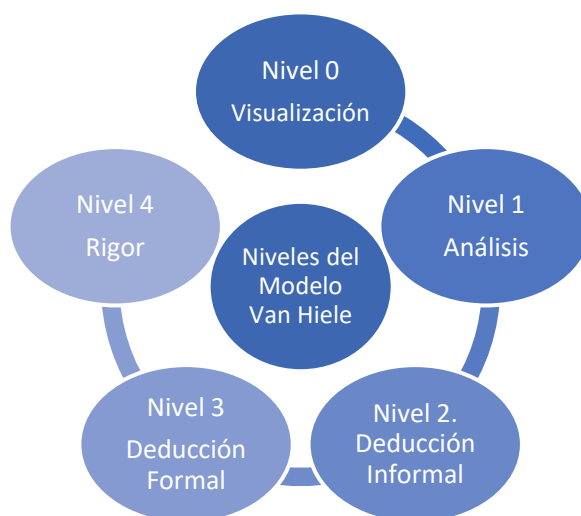 Nivel 0
Visualización
Nivel 1
Análisis
Nivel 2.
Deducción
Informal
Nivel 3
Deducción
Formal
Nivel 4
Rigor
Niveles del
Modelo
Van Hiele